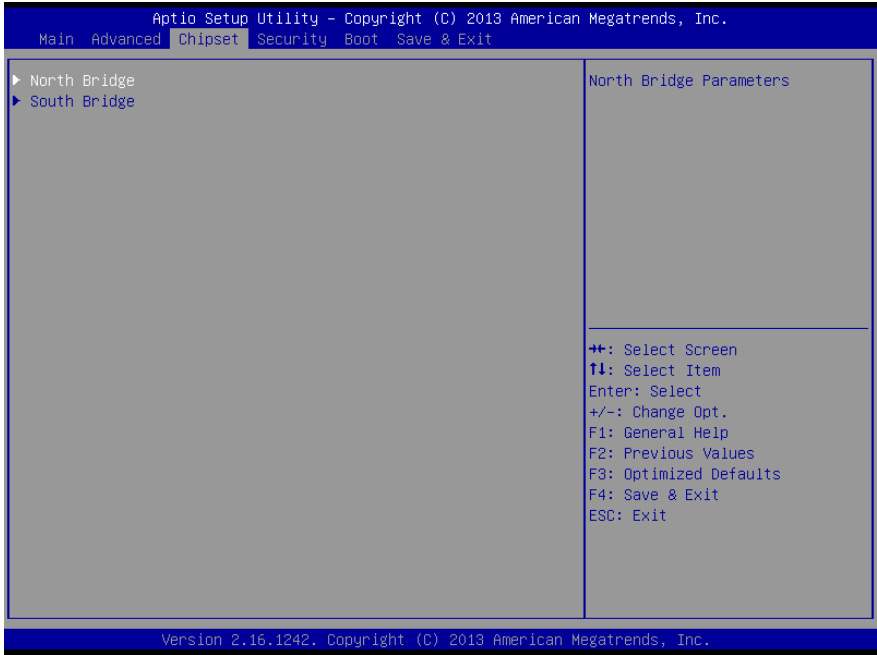 Aptio Setup Utility – Copyright (C) 2013 American Megatrends, Inc.
Main Advanced Chipset Security Boot Save & Exit
▶ North Bridge
▶ South Bridge
North Bridge Parameters
→←: Select Screen
↑↓: Select Item
Enter: Select
+/-: Change Opt.
F1: General Help
F2: Previous Values
F3: Optimized Defaults
F4: Save & Exit
ESC: Exit
Version 2.16.1242. Copyright (C) 2013 American Megatrends, Inc.